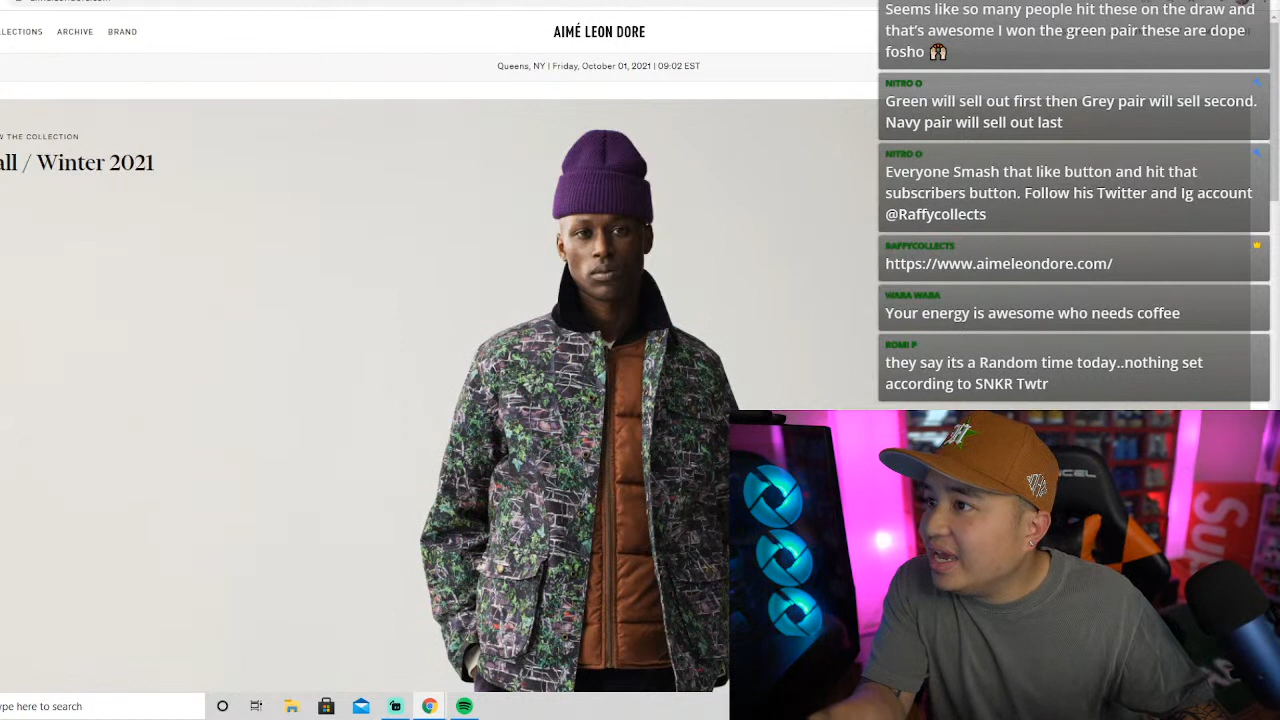 LLECTIONS ARCHIVE BRAND
AIMÉ LEON DORE
Queens, NY | Friday, October 01, 2021 | 09:02 EST
W THE COLLECTION
all / Winter 2021
Seems like so many people hit these on the draw and
that's awesome I won the green pair these are dope
fosho
NITRO O
Green will sell out first then Grey pair will sell second.
Navy pair will sell out last
NITRO O
Everyone Smash that like button and hit that
subscribers button. Follow his Twitter and Ig account
@Raffycollects
RAFFYCOLLECTS
https://www.aimeleondore.com/
WARA WARA
Your energy is awesome who needs coffee
ROMI P
they say its a Random time today..nothing set
according to SNKR Twtr
ype here to search